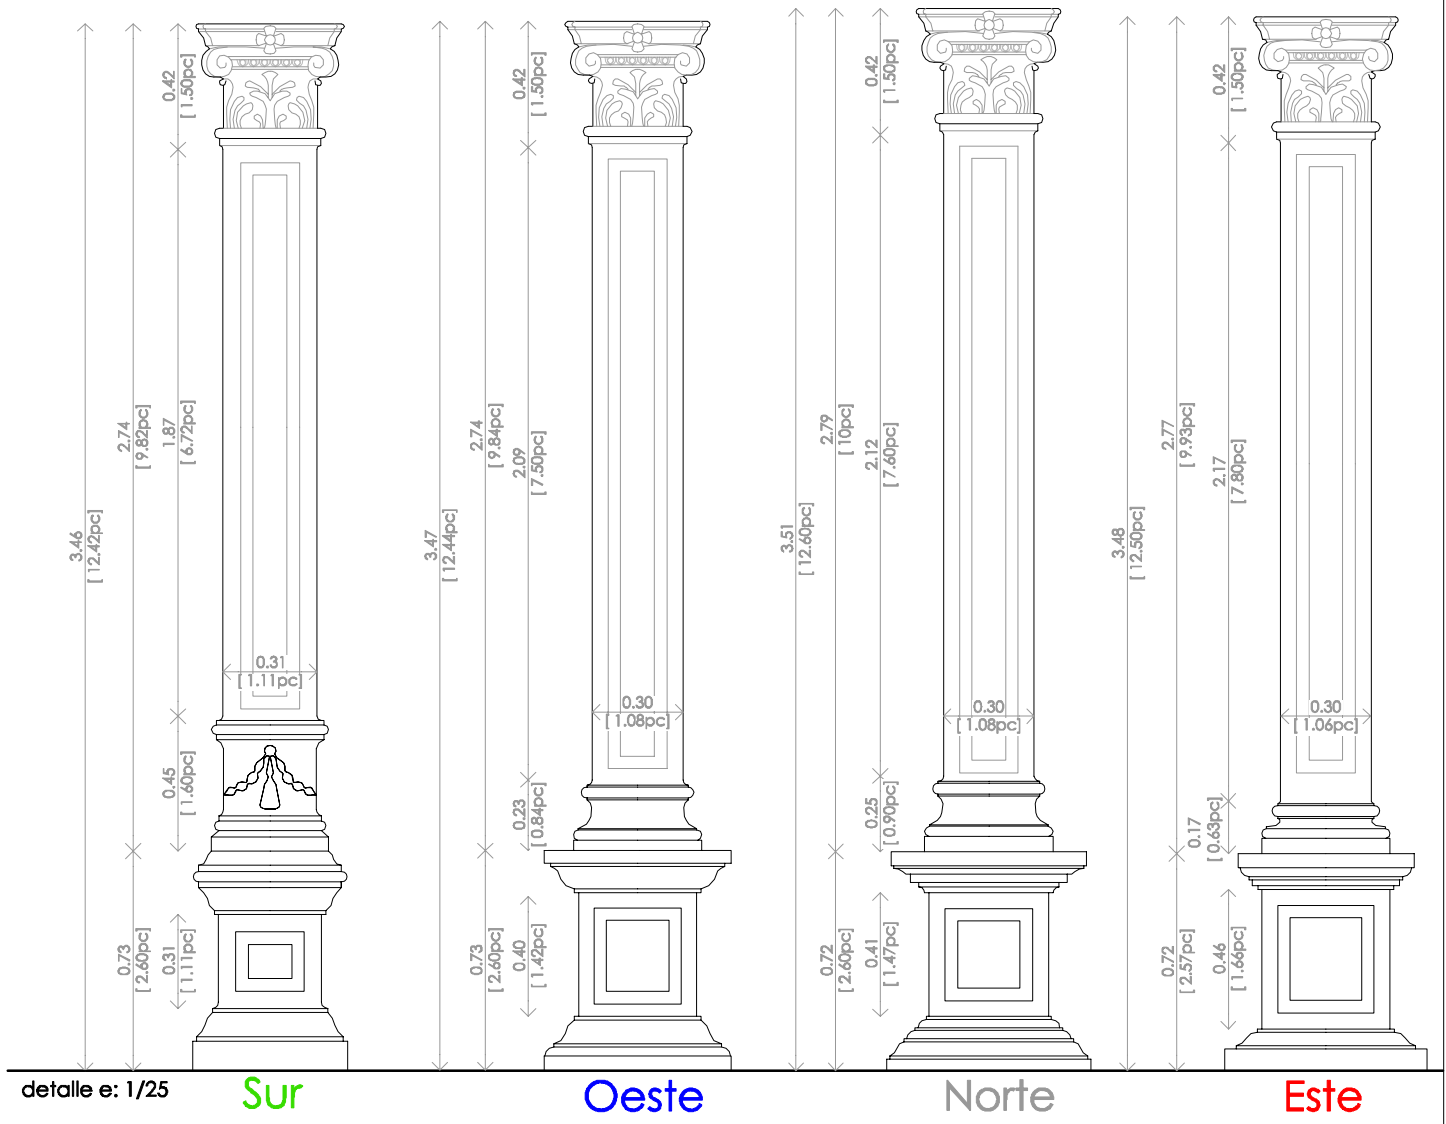 0.42
[ 1.50pc]
2.74
[ 9.82pc]
1.87
[ 6.72pc]
3.46
[ 12.42pc]
0.31
[ 1.11pc]
0.45
[ 1.60pc]
0.73
[ 2.60pc]
0.31
[ 1.11pc]
0.42
[ 1.50pc]
2.74
[ 9.84pc]
2.09
[ 7.50pc]
3.47
[ 12.44pc]
0.30
[ 1.08pc]
0.23
[ 0.84pc]
0.73
[ 2.60pc]
0.40
[ 1.42pc]
0.42
[ 1.50pc]
2.79
[ 10pc]
2.12
[ 7.60pc]
3.51
[ 12.60pc]
0.30
[ 1.08pc]
0.25
[ 0.90pc]
0.72
[ 2.60pc]
0.41
[ 1.47pc]
0.42
[ 1.50pc]
2.77
[ 9.93pc]
2.17
[ 7.80pc]
3.48
[ 12.50pc]
0.30
[ 1.06pc]
0.17
[ 0.63pc]
0.72
[ 2.57pc]
0.46
[ 1.66pc]
detalle e: 1/25
Sur
Oeste
Norte
Este